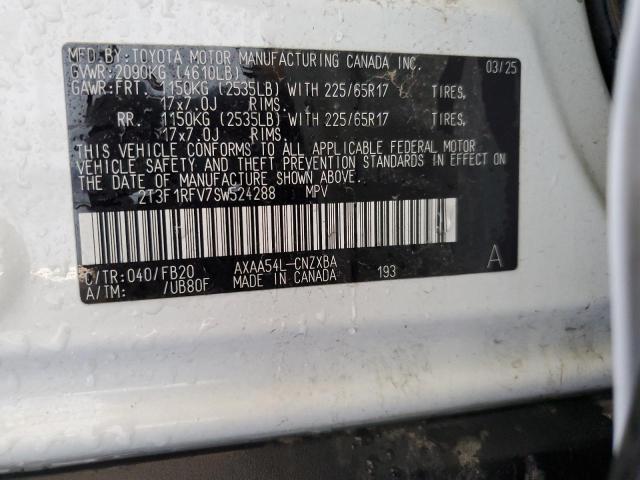 MFD.BY:TOYOTA MOTOR MANUFACTURING CANADA INC.
GVWR:2090KG (4610LB) 03/25
GAWR:FRT. 1150KG (2535LB) WITH 225/65R17 TIRES,
17x7.0J RIMS.
RR. 1150KG (2535LB) WITH 225/65R17 TIRES,
17x7.0J RIMS.
THIS VEHICLE CONFORMS TO ALL APPLICABLE FEDERAL MOTOR
VEHICLE SAFETY AND THEFT PREVENTION STANDARDS IN EFFECT ON
THE DATE OF MANUFACTURE SHOWN ABOVE.
2T3F1RFV7SW524288 MPV
C/TR:040/FB20 AXAA54L-CNZXBA
A/TM: /UB80F MADE IN CANADA 193 A